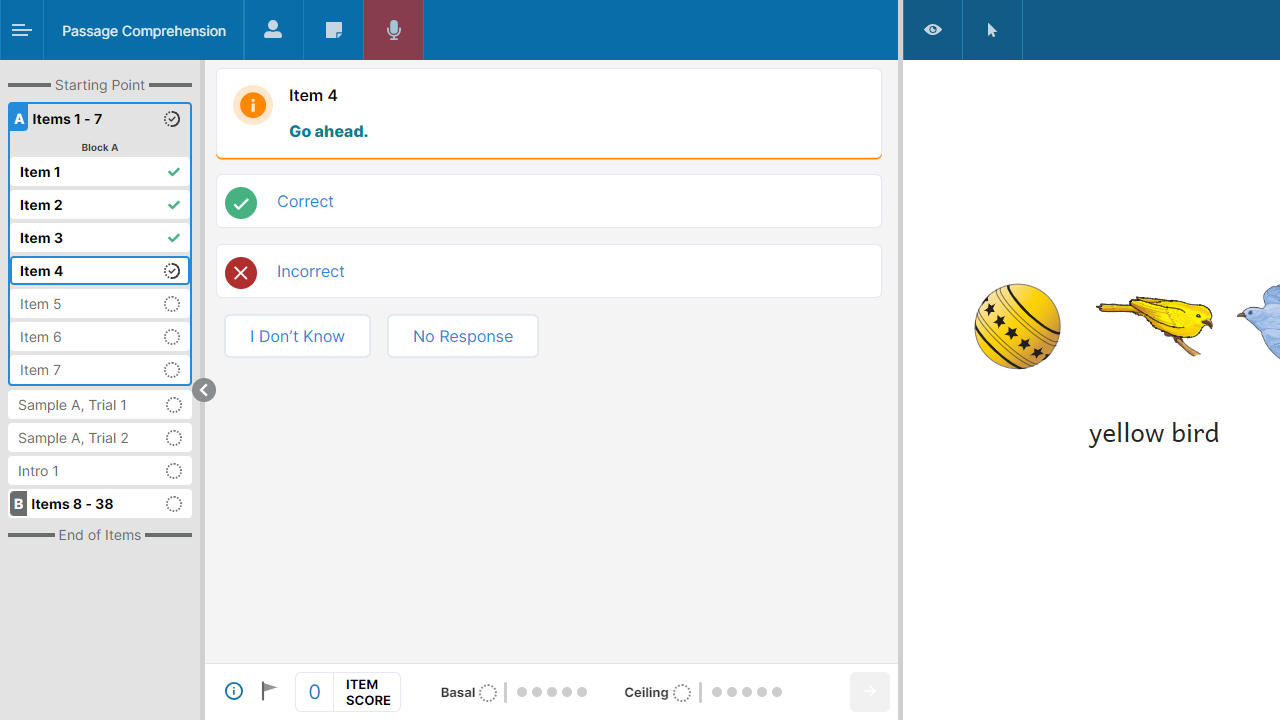 Passage Comprehension
Starting Point
A Items 1 - 7
Block A
Item 1
Item 2
Item 3
Item 4
Item 5
Item 6
Item 7
Sample A, Trial 1
Sample A, Trial 2
Intro 1
B Items 8 - 38
End of Items
Item 4
Go ahead.
Correct
Incorrect
I Don’t Know
No Response
0 ITEM
SCORE
Basal
Ceiling
yellow bird